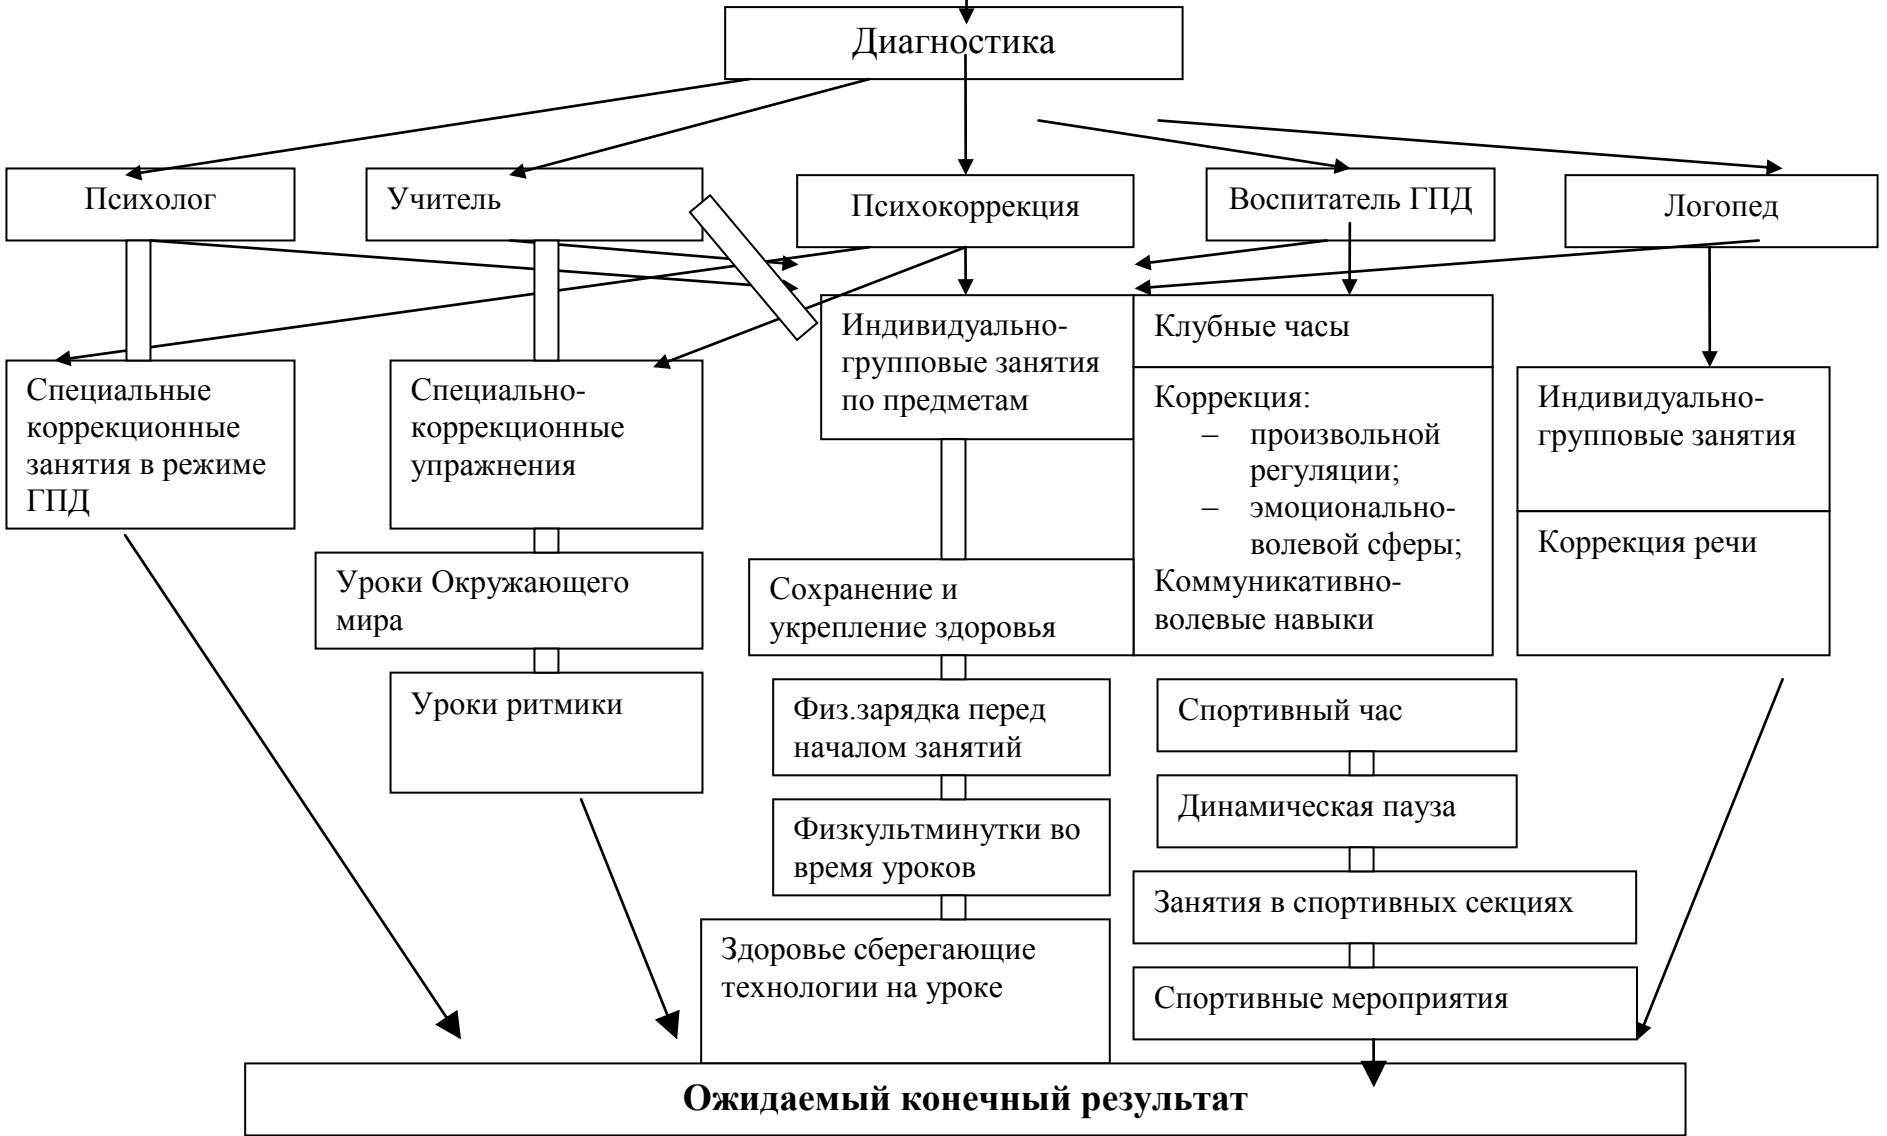 Диагностика
Психолог
Учитель
Психокоррекция
Воспитатель ГПД
Логопед
Специальные
коррекционные
занятия в режиме
ГПД
Специально-
коррекционные
упражнения
Уроки Окружающего
мира
Уроки ритмики
Индивидуально-
групповые занятия
по предметам
Сохранение и
укрепление здоровья
Физ.зарядка перед
началом занятий
Физкультминутки во
время уроков
Здоровье сберегающие
технологии на уроке
Клубные часы
Коррекция:
– произвольной
регуляции;
– эмоционально-
волевой сферы;
Коммуникативно-
волевые навыки
Спортивный час
Динамическая пауза
Занятия в спортивных секциях
Спортивные мероприятия
Индивидуально-
групповые занятия
Коррекция речи
Ожидаемый конечный результат